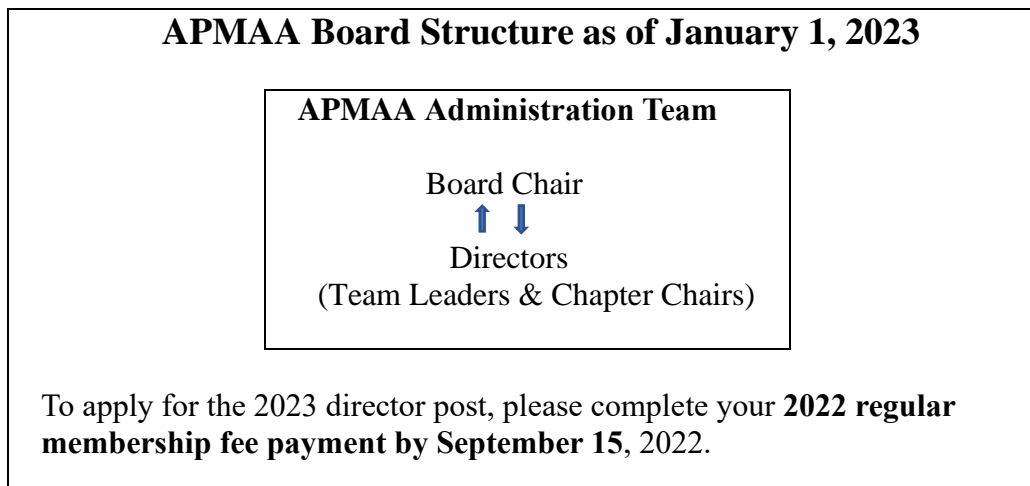 APMAA Board Structure as of January 1, 2023
APMAA Administration Team
Board Chair
Directors
(Team Leaders & Chapter Chairs)
To apply for the 2023 director post, please complete your 2022 regular
membership fee payment by September 15, 2022.